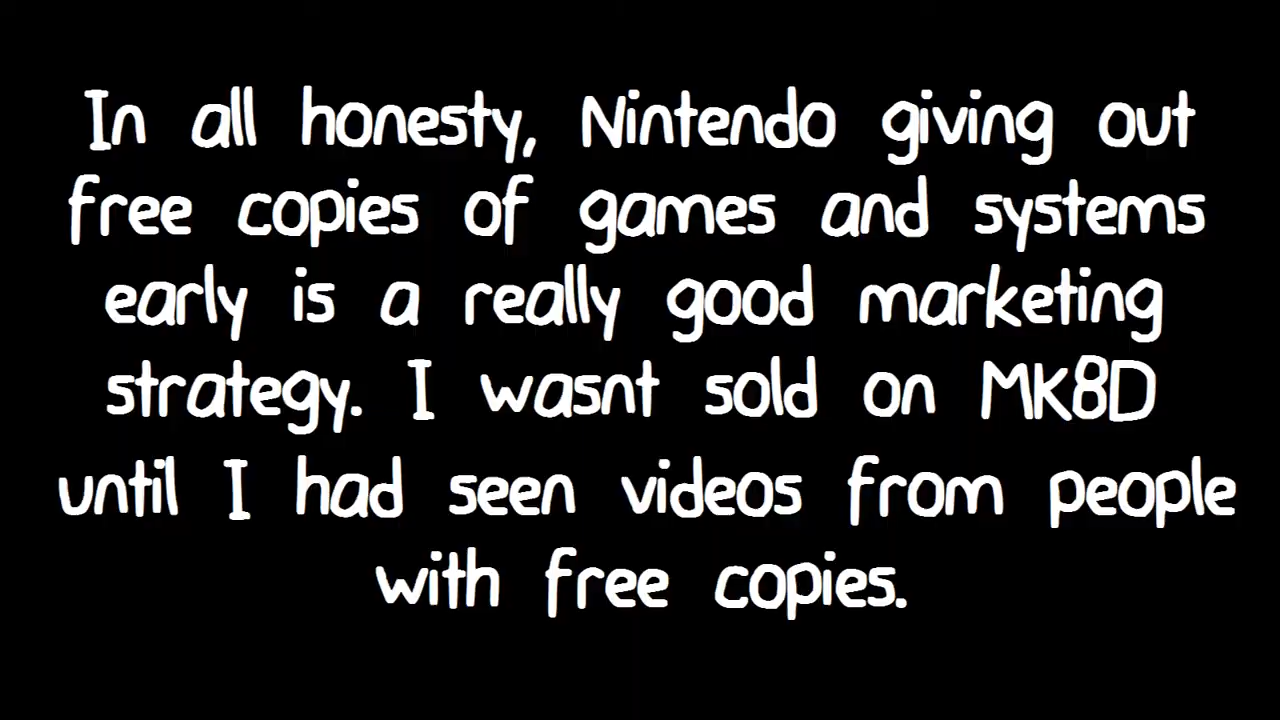 In all honesty, Nintendo giving out
free copies of games and systems
early is a really good marketing
strategy. I wasnt sold on MK8D
until I had seen videos from people
with free copies.